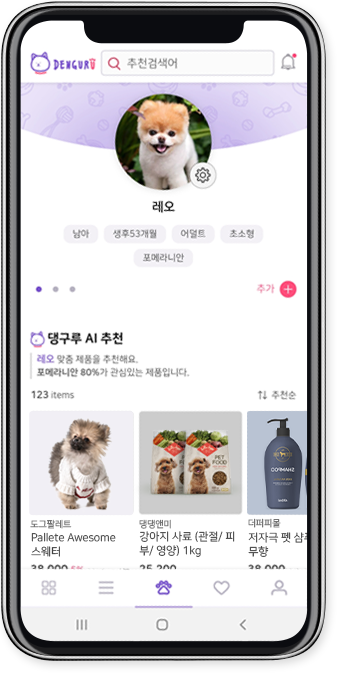 DENGURU
추천검색어
레오
남아
생후53개월
어덜트
초소형
포메라니안
추가
댕구루 AI 추천
레오 맞춤 제품을 추천해요.
포메라니안 80%가 관심있는 제품입니다.
123 items
추천순
PET
FOOD
도그팔레트
Pallete Awesome
스웨터
댕댕앤미
강아지 사료 (관절/ 피
부/ 영양) 1kg
더퍼피몰
저자극 펫 샴푸
무향
38,000
25,200
38,000